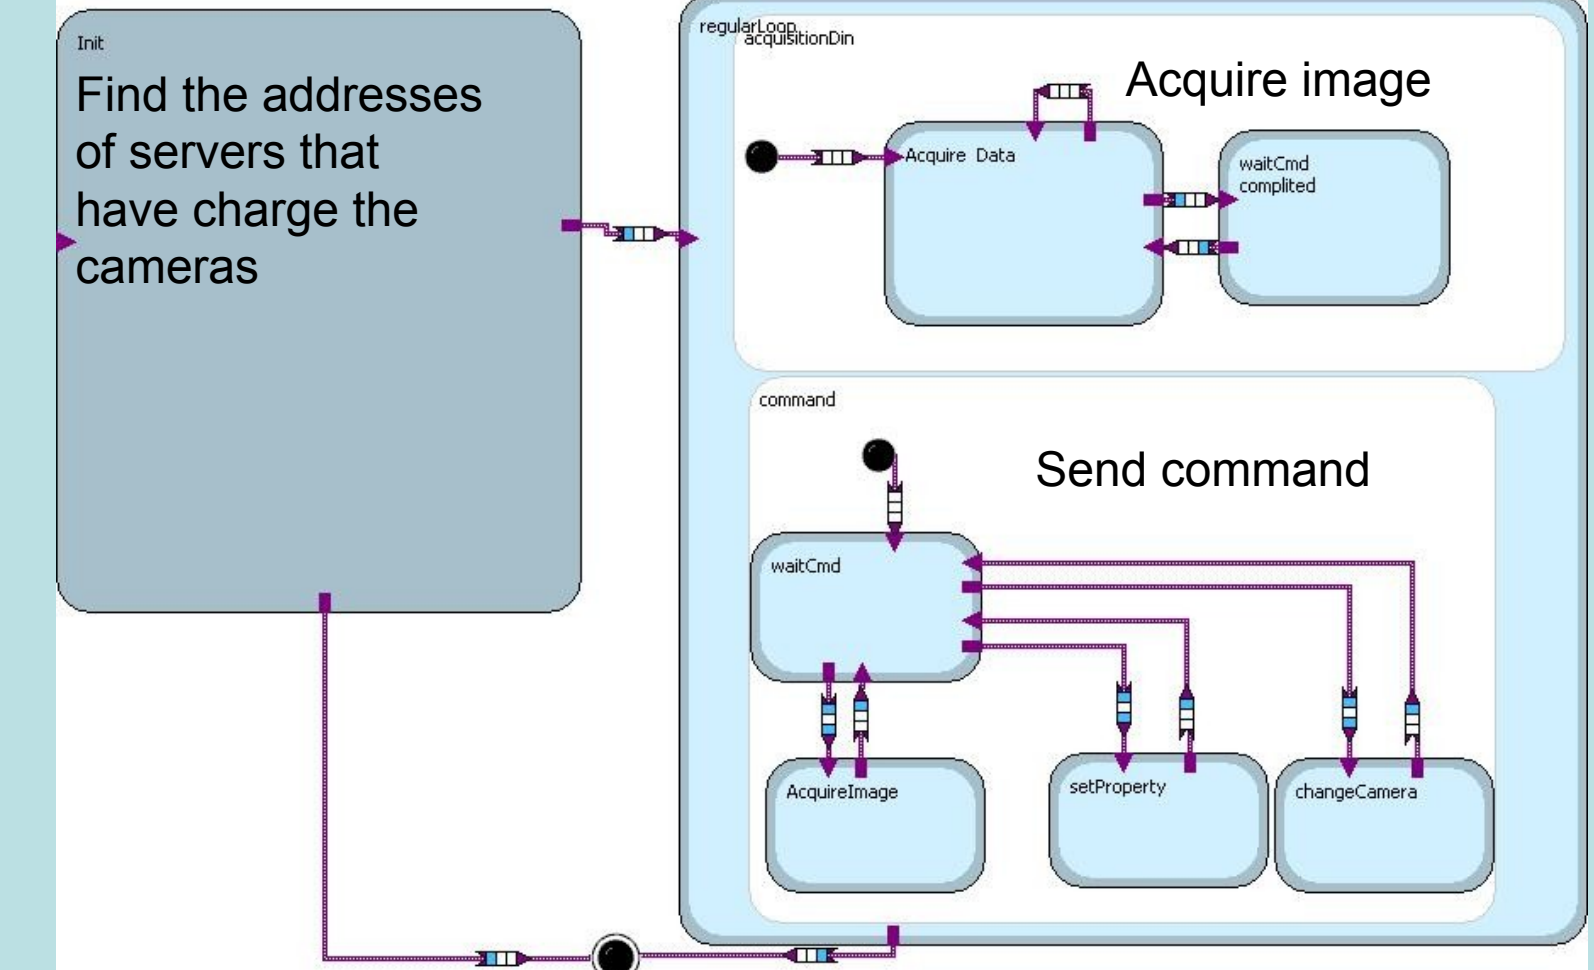 Init
Find the addresses
of servers that
have charge the
cameras
regularLoop
acquisitionDin
Acquire image
Acquire Data
waitCmd
complited
command
Send command
waitCmd
AcquireImage
setProperty
changeCamera